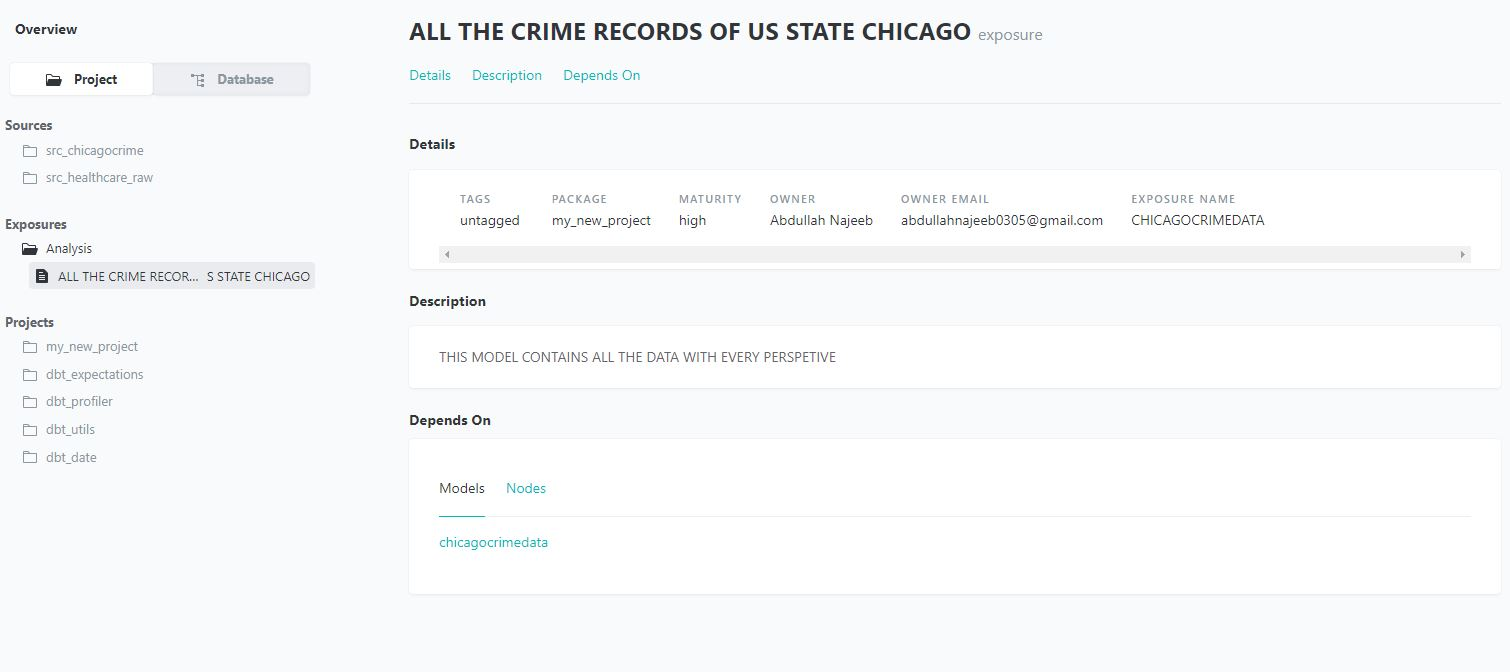 Overview
Project
Database
Sources
src_chicagocrime
src_healthcare_raw
Exposures
Analysis
ALL THE CRIME RECOR... S STATE CHICAGO
Projects
my_new_project
dbt_expectations
dbt_profiler
dbt_utils
dbt_date
ALL THE CRIME RECORDS OF US STATE CHICAGO exposure
Details Description Depends On
Details
TAGS PACKAGE MATURITY OWNER OWNER EMAIL EXPOSURE NAME
untagged my_new_project high Abdullah Najeeb abdullahnajeeb0305@gmail.com CHICAGOCRIMEDATA
Description
THIS MODEL CONTAINS ALL THE DATA WITH EVERY PERSPETIVE
Depends On
Models Nodes
chicagocrimedata